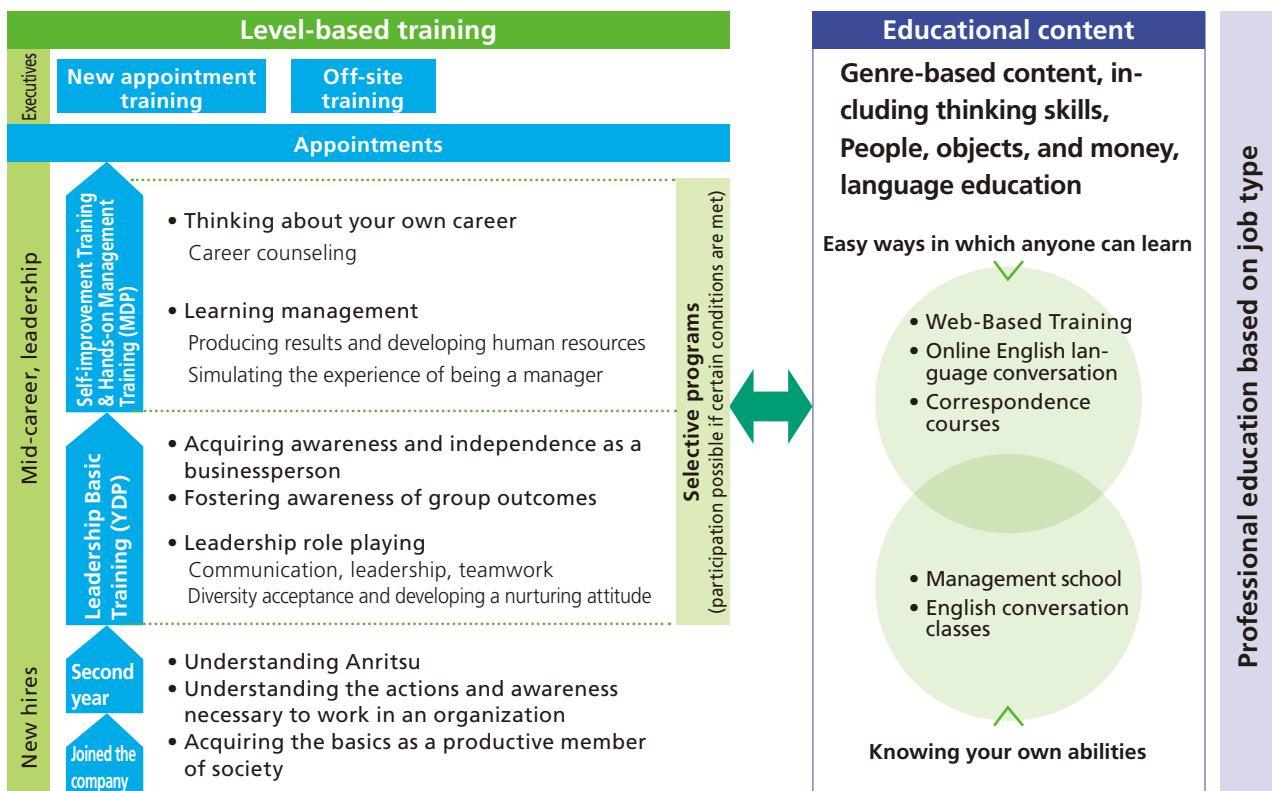 Level-based training
Executives
New appointment
training
Off-site
training
Appointments
Mid-career, leadership
Self-improvement Training
& Hands-on Management
Training (MDP)
• Thinking about your own career
Career counseling
• Learning management
Producing results and developing human resources
Simulating the experience of being a manager
Leadership Basic
Training (YDP)
• Acquiring awareness and independence as a
businessperson
• Fostering awareness of group outcomes
• Leadership role playing
Communication, leadership, teamwork
Diversity acceptance and developing a nurturing attitude
Selective programs
(participation possible if certain conditions are met)
New hires
Second
year
Joined the
company
• Understanding Anritsu
• Understanding the actions and awareness
necessary to work in an organization
• Acquiring the basics as a productive member
of society
Educational content
Genre-based content, in-
cluding thinking skills,
People, objects, and money,
language education
Easy ways in which anyone can learn
• Web-Based Training
• Online English lan-
guage conversation
• Correspondence
courses
• Management school
• English conversation
classes
Knowing your own abilities
Professional education based on job type